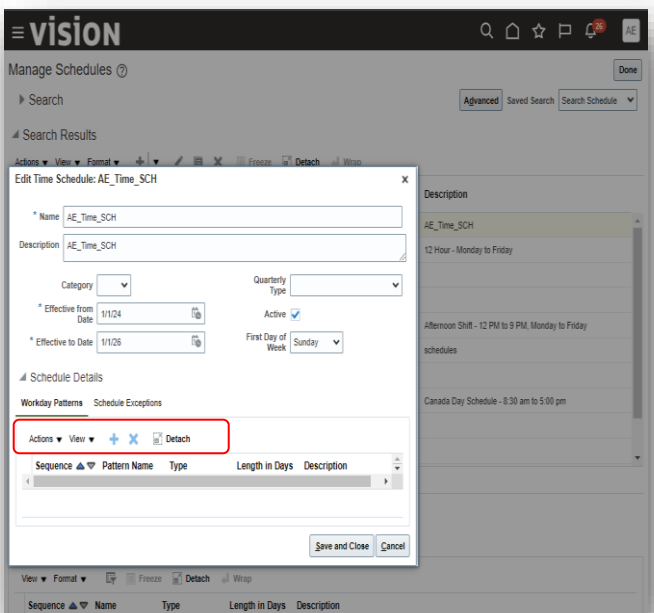 vision
26
AE
Manage Schedules
Done
Search
Advanced Saved Search Search Schedule
Search Results
Actions View Format Freeze Detach Wrap
Edit Time Schedule: AE_Time_SCH X
Description
* Name AE_Time_SCH
AE_Time_SCH
Description AE_Time_SCH
12 Hour - Monday to Friday
Category
Quarterly Type
* Effective from Date 1/1/24
Active
Afternoon Shift - 12 PM to 9 PM, Monday to Friday
* Effective to Date 1/1/26
First Day of Week Sunday
schedules
Schedule Details
Workday Patterns Schedule Exceptions
Canada Day Schedule - 8:30 am to 5:00 pm
Actions View Detach
Sequence Pattern Name Type Length in Days Description
Save and Close Cancel
View Format Freeze Detach Wrap
Sequence Name Type Length in Days Description